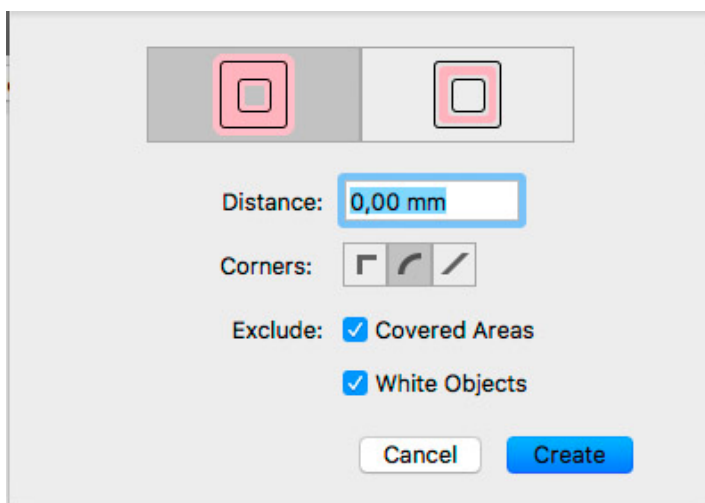 Distance: 0,00 mm
Corners:
Exclude: Covered Areas
White Objects
Cancel Create